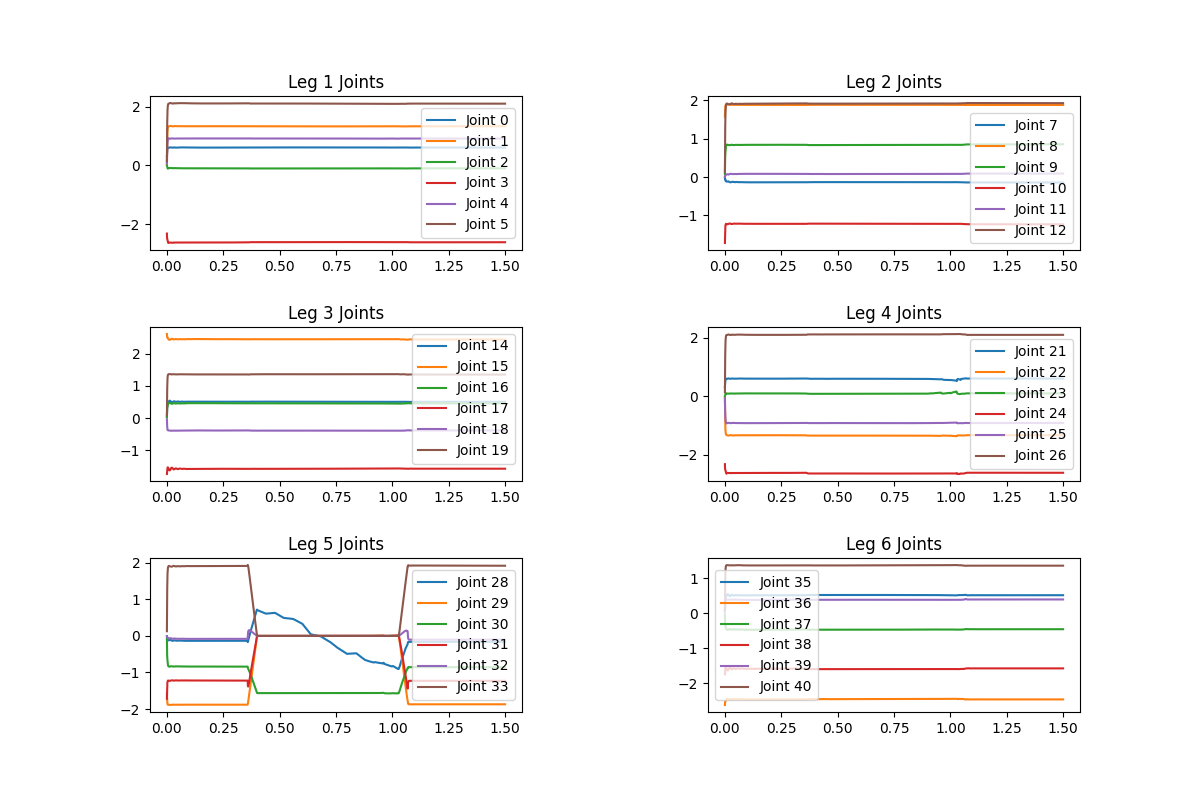 Leg 1 Joints
2
0
−2
0.00 0.25 0.50 0.75 1.00 1.25 1.50
Joint 0
Joint 1
Joint 2
Joint 3
Joint 4
Joint 5
Leg 2 Joints
2
1
0
−1
0.00 0.25 0.50 0.75 1.00 1.25 1.50
Joint 7
Joint 8
Joint 9
Joint 10
Joint 11
Joint 12
Leg 3 Joints
2
1
0
−1
0.00 0.25 0.50 0.75 1.00 1.25 1.50
Joint 14
Joint 15
Joint 16
Joint 17
Joint 18
Joint 19
Leg 4 Joints
2
0
−2
0.00 0.25 0.50 0.75 1.00 1.25 1.50
Joint 21
Joint 22
Joint 23
Joint 24
Joint 25
Joint 26
Leg 5 Joints
2
1
0
−1
−2
0.00 0.25 0.50 0.75 1.00 1.25 1.50
Joint 28
Joint 29
Joint 30
Joint 31
Joint 32
Joint 33
Leg 6 Joints
1
0
−1
−2
0.00 0.25 0.50 0.75 1.00 1.25 1.50
Joint 35
Joint 36
Joint 37
Joint 38
Joint 39
Joint 40